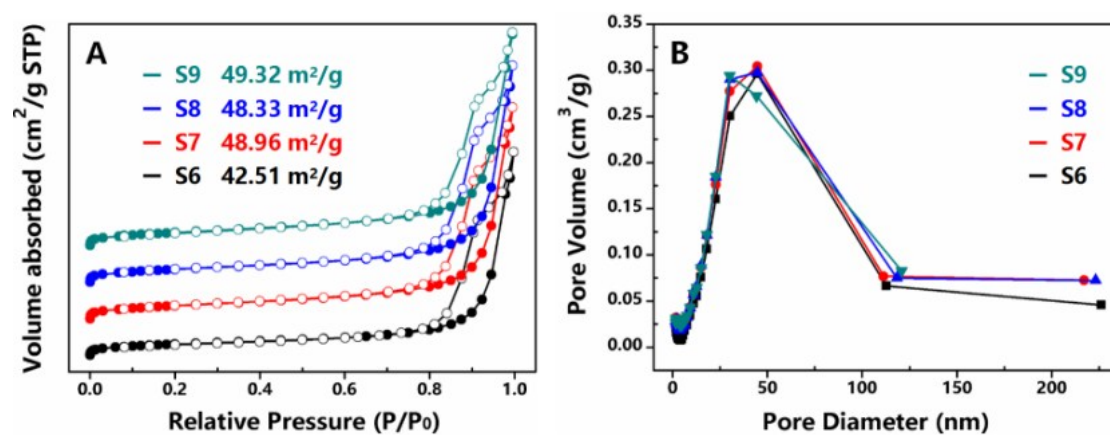 A
S9 49.32 m²/g
S8 48.33 m²/g
S7 48.96 m²/g
S6 42.51 m²/g
Volume absorbed (cm²/g STP)
0.0 0.2 0.4 0.6 0.8 1.0
Relative Pressure (P/P₀)
B
S9
S8
S7
S6
Pore Volume (cm³/g)
0.35
0.30
0.25
0.20
0.15
0.10
0.05
0.00
0 50 100 150 200
Pore Diameter (nm)